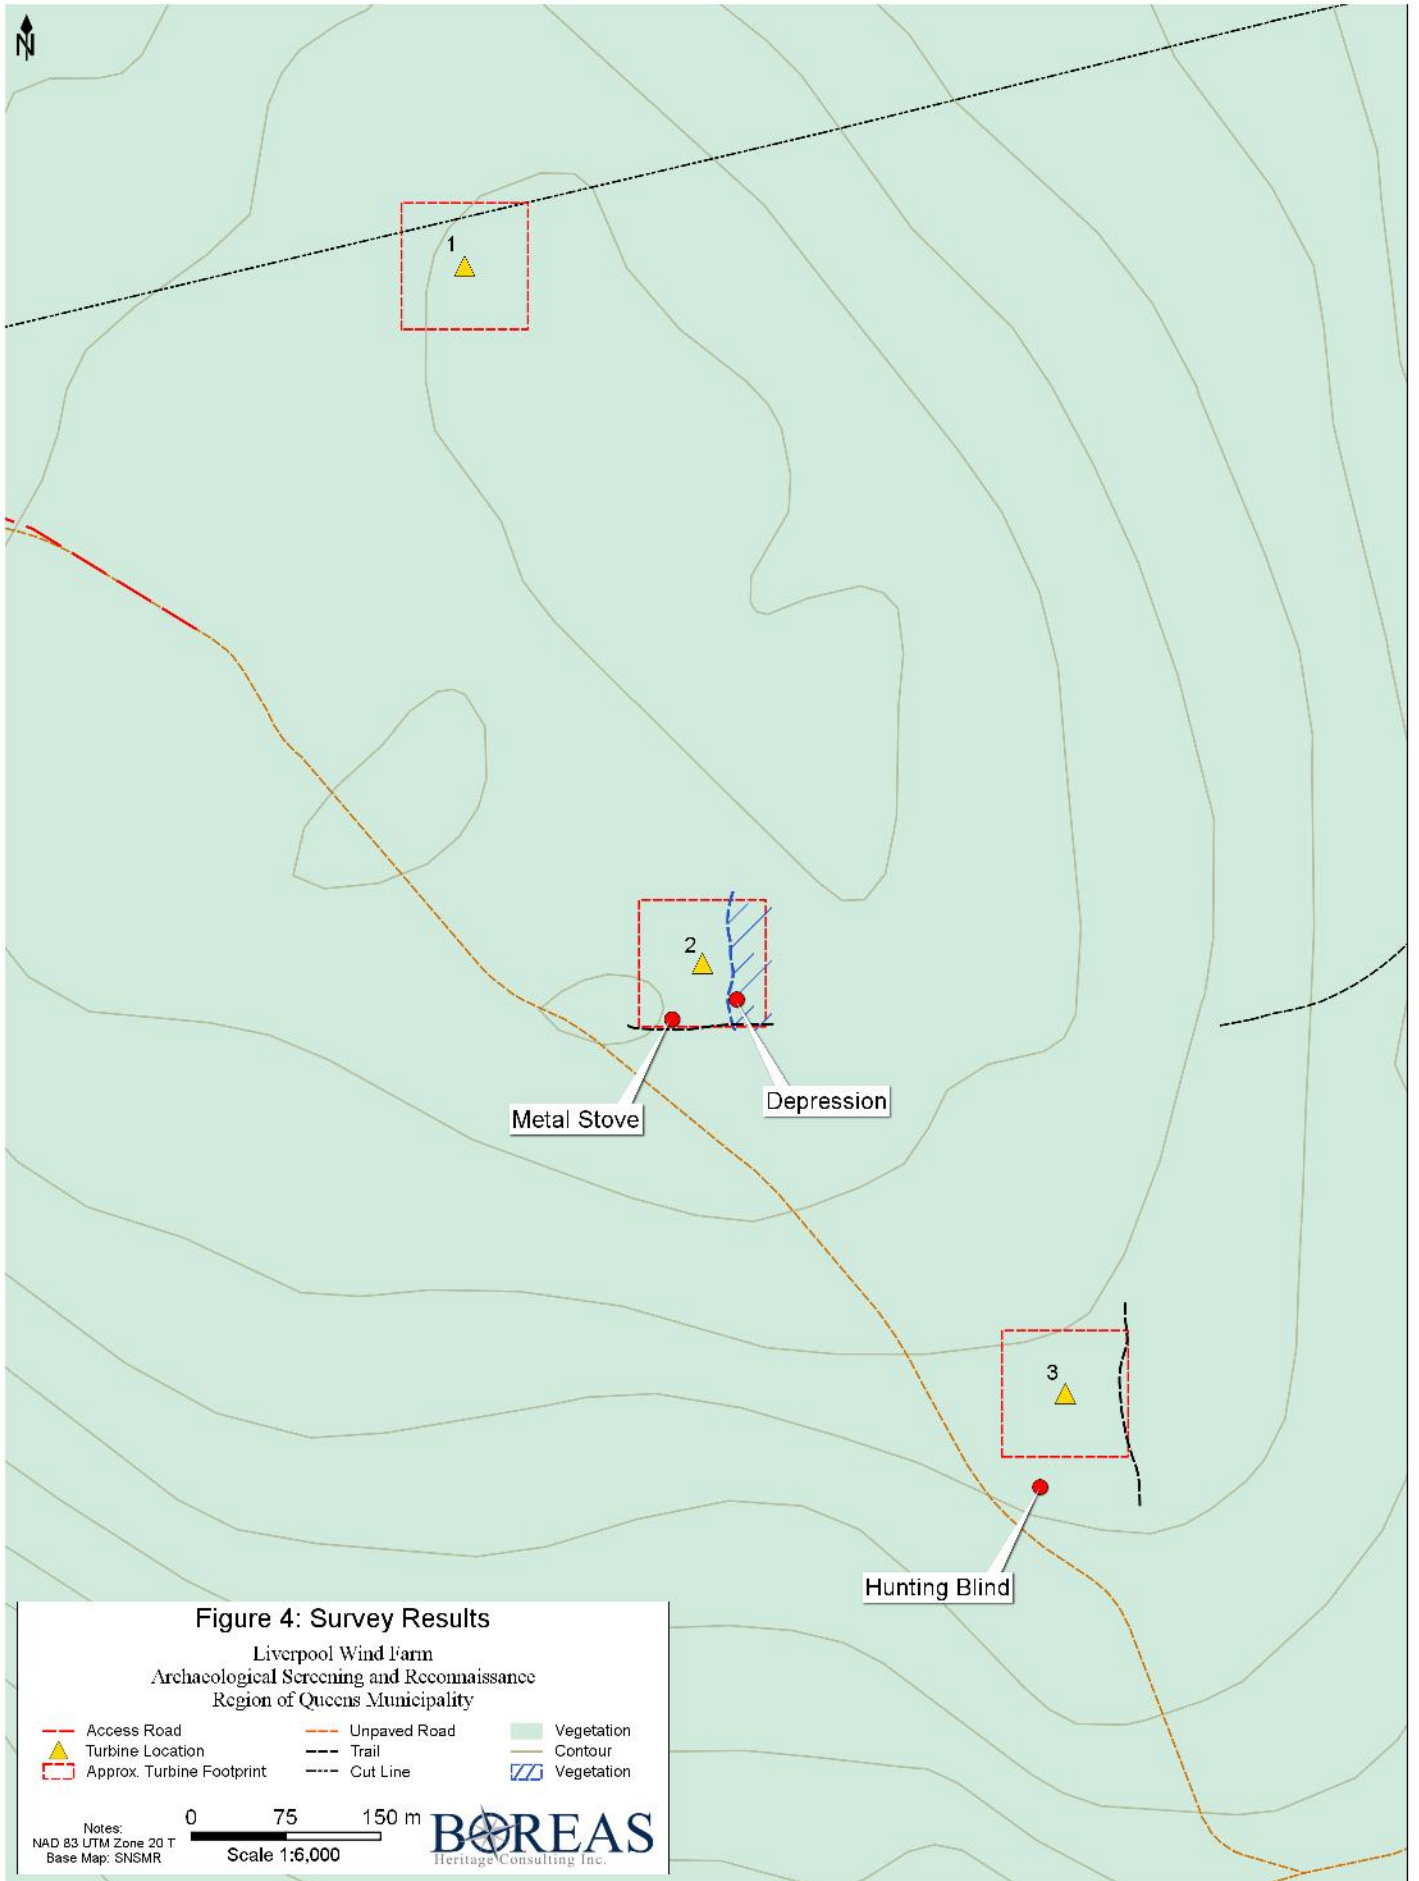 N
1
2
Depression
Metal Stove
3
Hunting Blind
Figure 4: Survey Results
Liverpool Wind Farm
Archaeological Screening and Reconnaissance
Region of Queens Municipality
Access Road
Unpaved Road
Vegetation
Turbine Location
Trail
Contour
Approx. Turbine Footprint
Cut Line
Vegetation
Notes:
NAD 83 UTM Zone 20 T
Base Map: SNSMR
0 75 150 m
Scale 1:6,000
BOREAS
Heritage Consulting Inc.